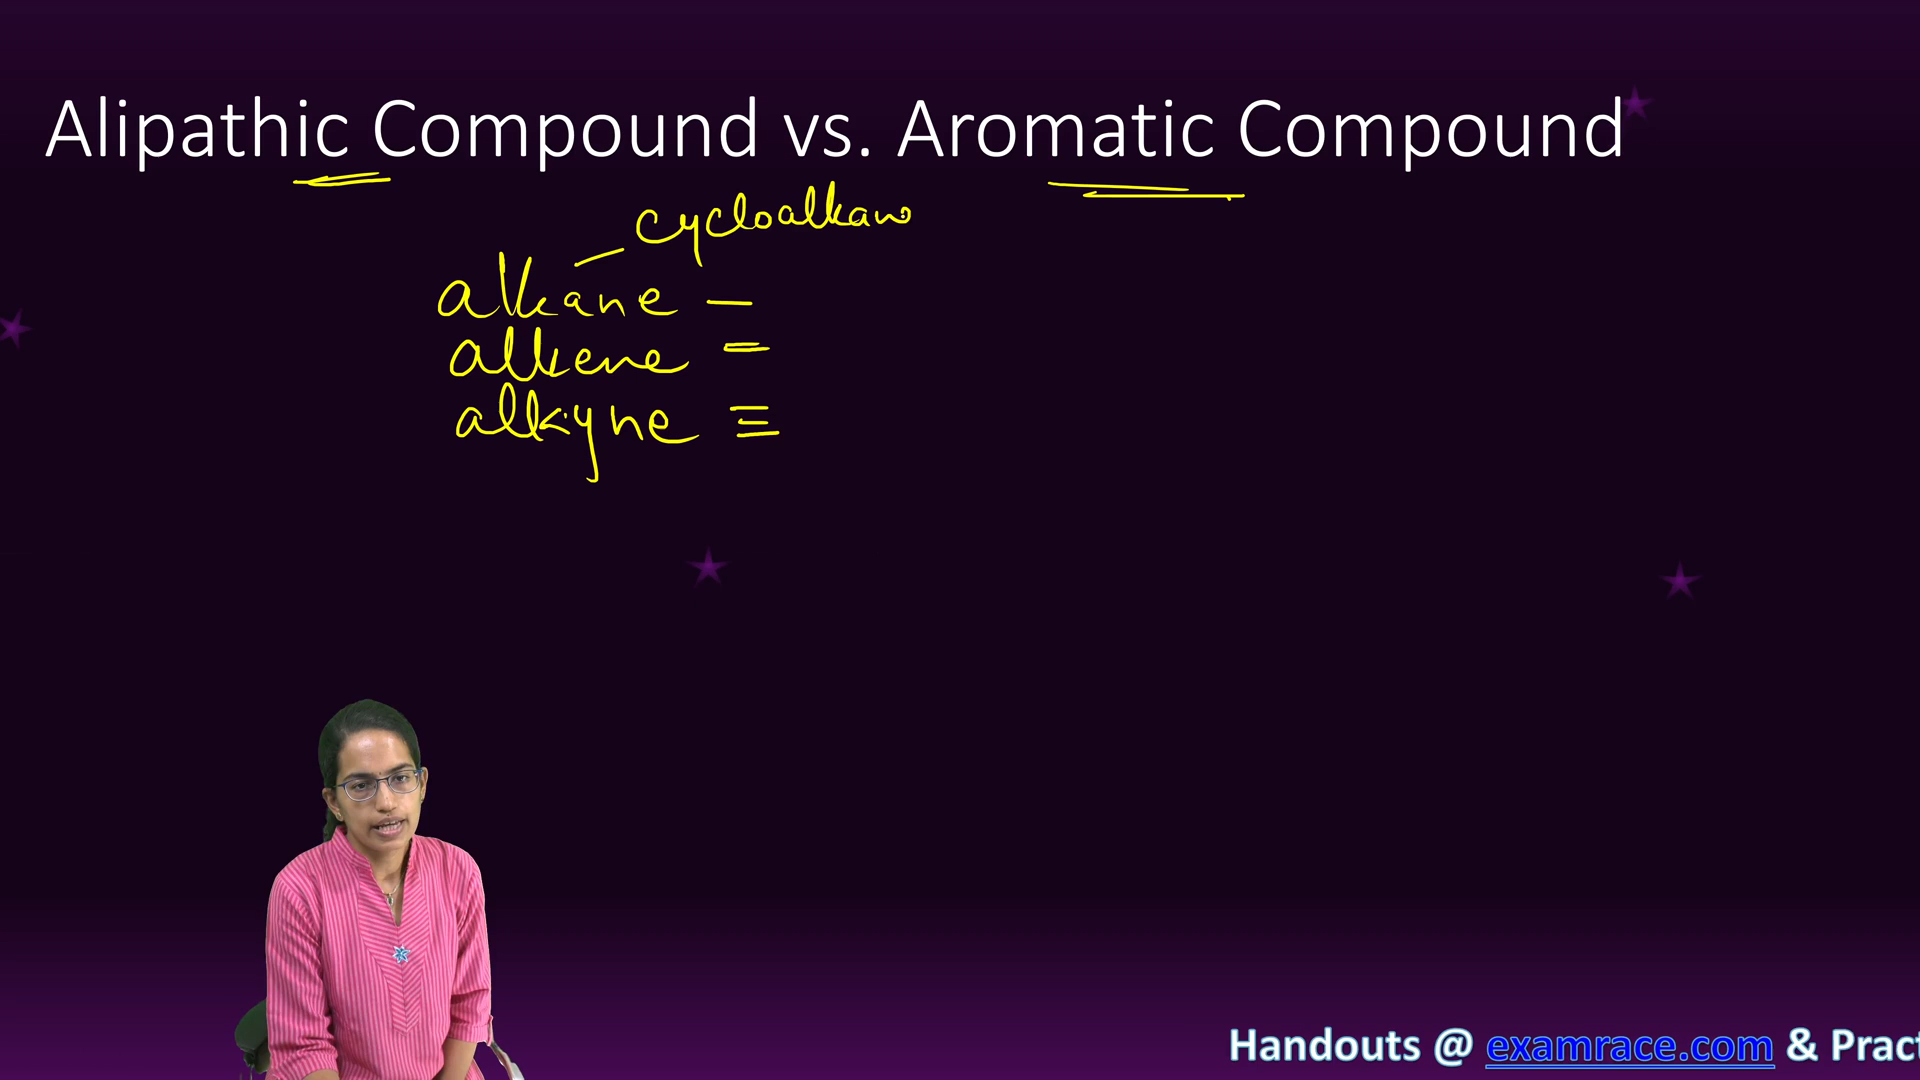 Alipathic Compound vs. Aromatic Compound
cycloalkane
alkane —
alkene =
alkyne ≡
Handouts @ examrace.com & Pract